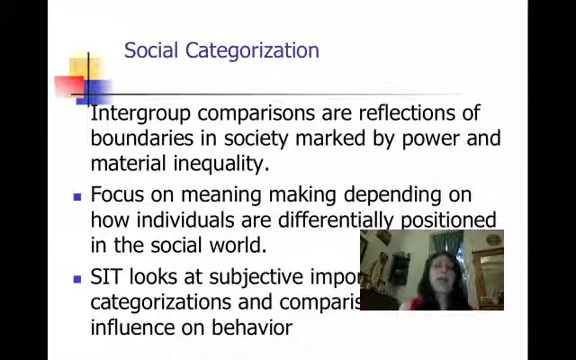 Social Categorization
Intergroup comparisons are reflections of
boundaries in society marked by power and
material inequality.
Focus on meaning making depending on
how individuals are differentially positioned
in the social world.
SIT looks at subjective
categorizations and
influence on behavior